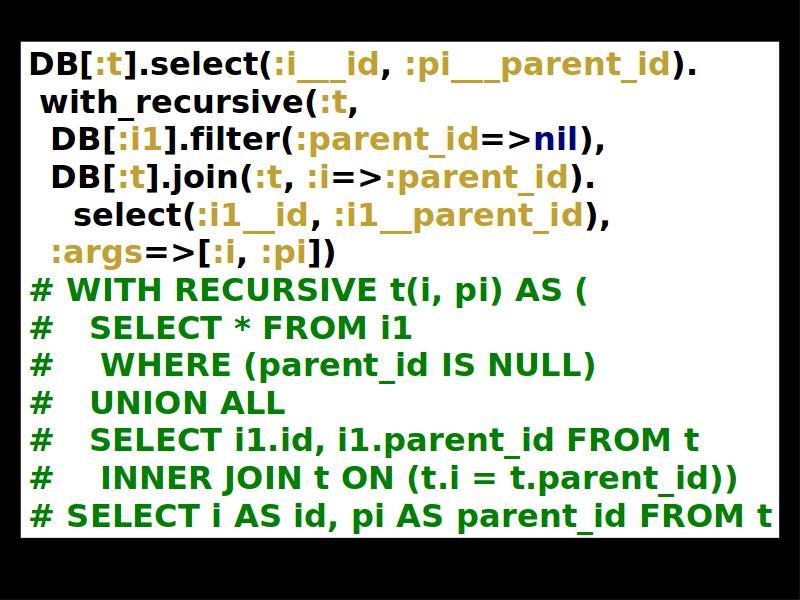 DB[:t].select(:i___id, :pi___parent_id).
 with_recursive(:t,
  DB[:i1].filter(:parent_id=>nil),
  DB[:t].join(:t, :i=>:parent_id).
    select(:i1__id, :i1__parent_id),
  :args=>[:i, :pi])
# WITH RECURSIVE t(i, pi) AS (
#   SELECT * FROM i1
#    WHERE (parent_id IS NULL)
#   UNION ALL
#   SELECT i1.id, i1.parent_id FROM t
#    INNER JOIN t ON (t.i = t.parent_id))
# SELECT i AS id, pi AS parent_id FROM t